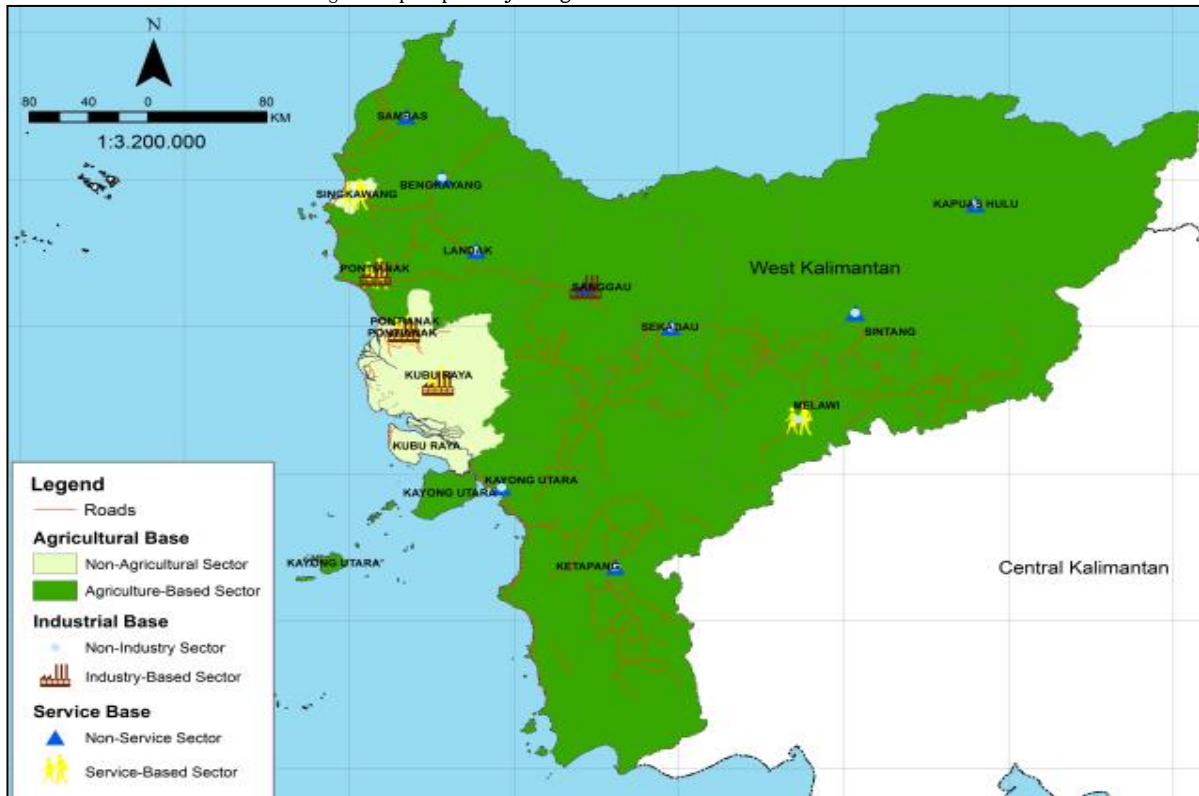 N
80 40 0 80
KM
1:3.200.000
SAMBAS
SINGKAWANG
BENGKAYANG
KAPUAS HULU
LANDAK
PONTIANAK
West Kalimantan
SANGGAU
PONTIANAK
PONTIANAK
SEKADAU
SINTANG
KUBU RAYA
MELAWI
KUBU RAYA
KAYONG UTARA
KAYONG UTARA
KAYONG UTARA
KETAPANG
Central Kalimantan
Legend
Roads
Agricultural Base
Non-Agricultural Sector
Agriculture-Based Sector
Industrial Base
Non-Industry Sector
Industry-Based Sector
Service Base
Non-Service Sector
Service-Based Sector